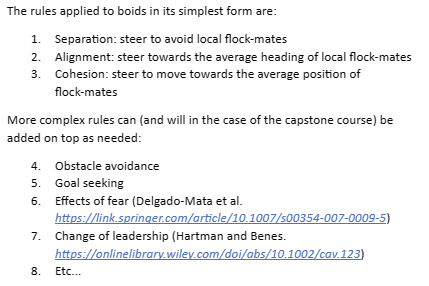 The rules applied to boids in its simplest form are:
1. Separation: steer to avoid local flock-mates
2. Alignment: steer towards the average heading of local flock-mates
3. Cohesion: steer to move towards the average position of
flock-mates
More complex rules can (and will in the case of the capstone course) be
added on top as needed:
4. Obstacle avoidance
5. Goal seeking
6. Effects of fear (Delgado-Mata et al.
https://link.springer.com/article/10.1007/s00354-007-0009-5)
7. Change of leadership (Hartman and Benes.
https://onlinelibrary.wiley.com/doi/abs/10.1002/cav.123)
8. Etc...